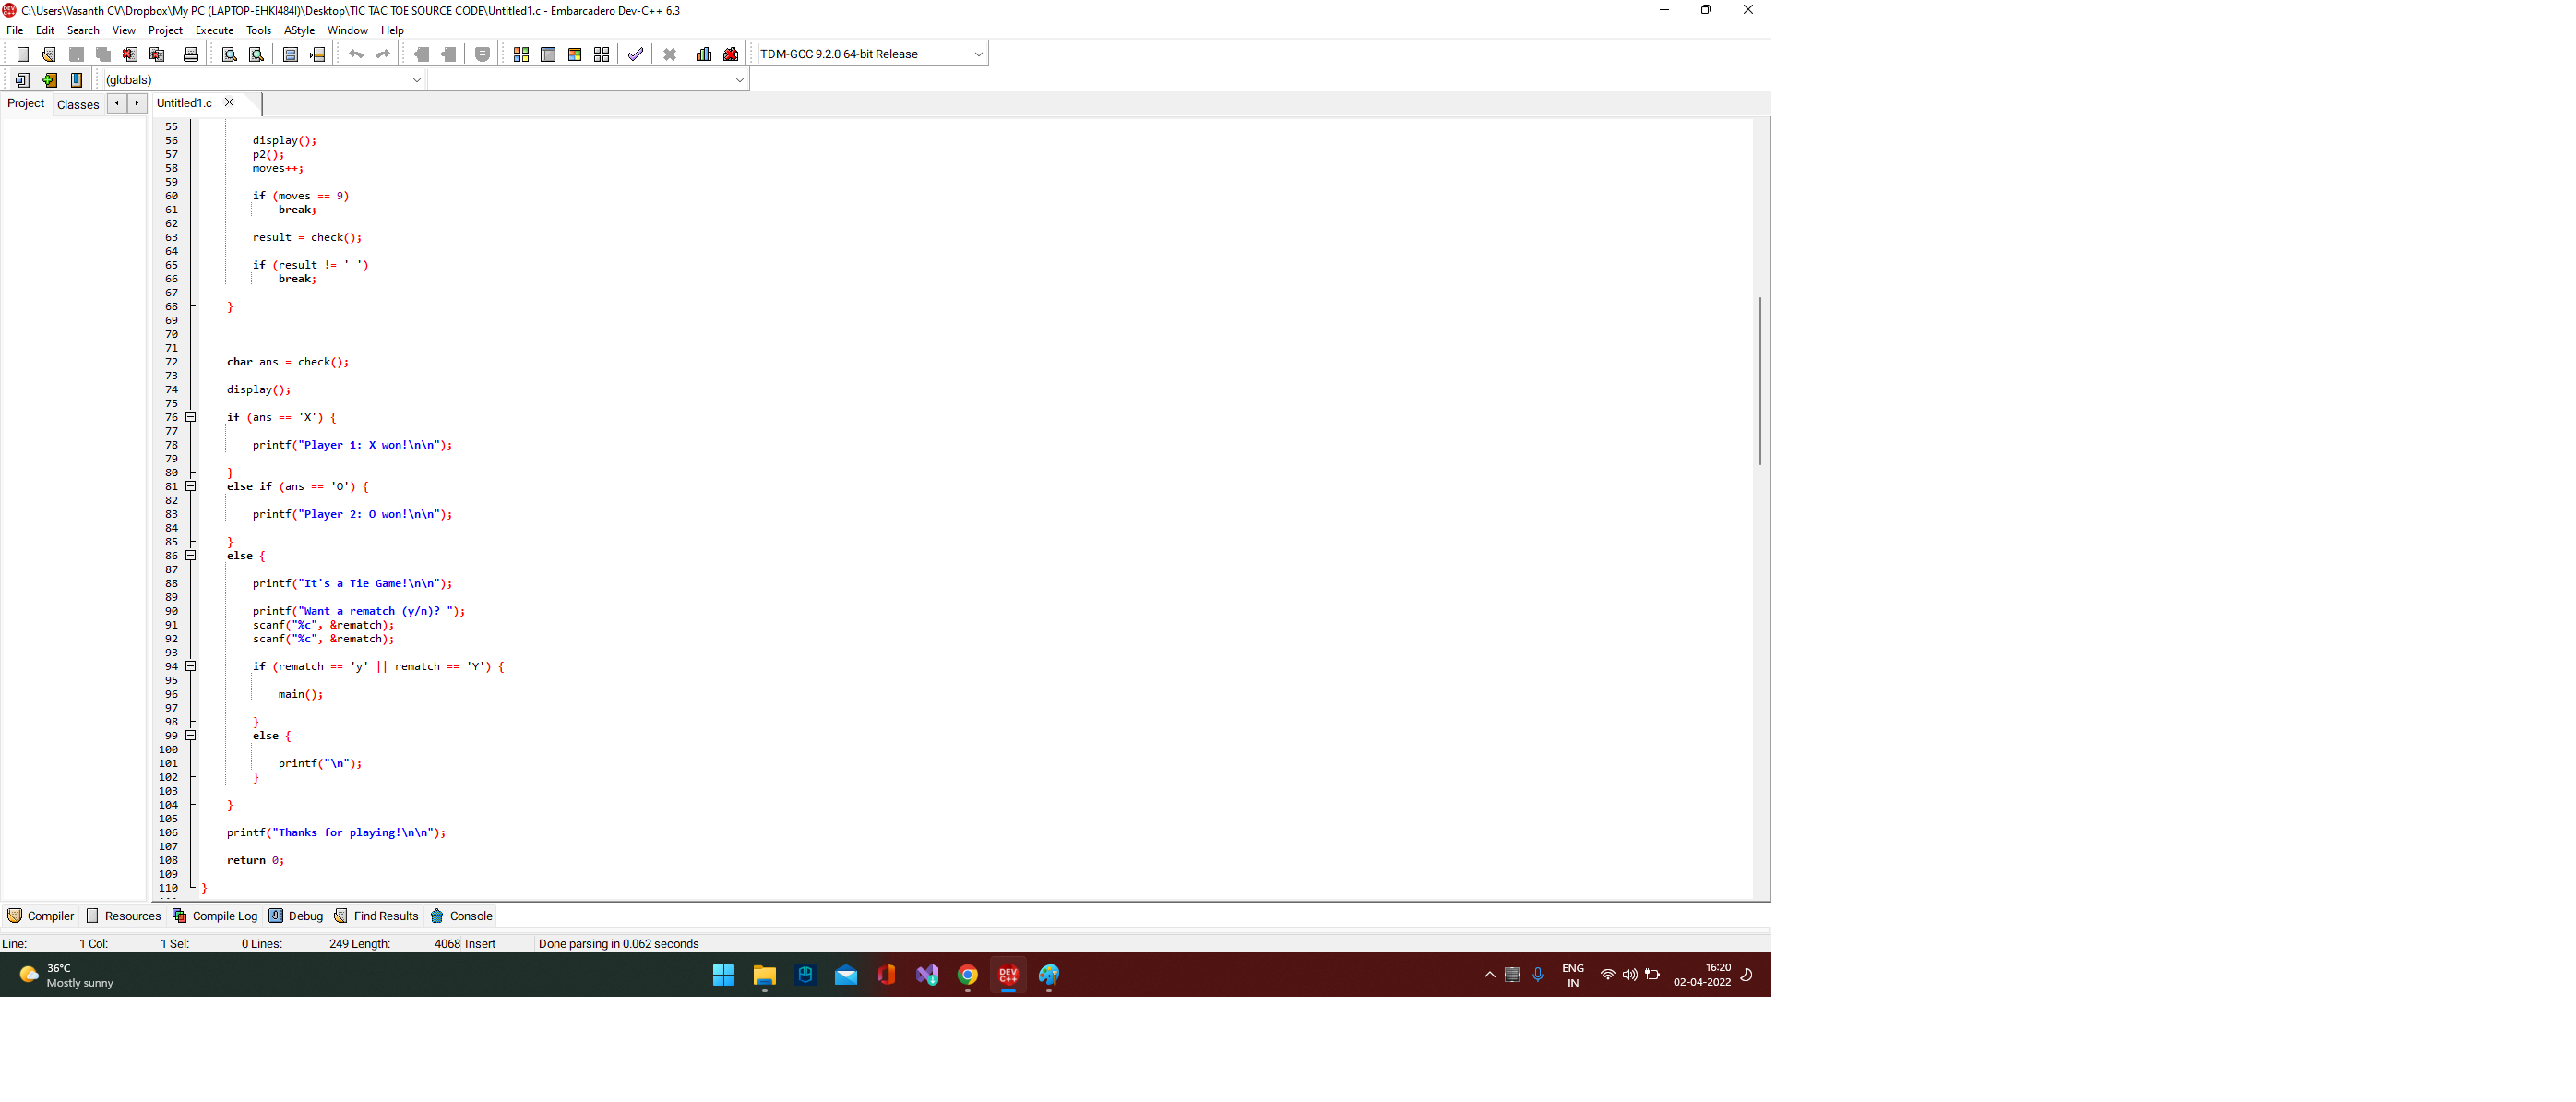 C:\Users\Vasanth CV\Dropbox\My PC (LAPTOP-EHKI484I)\Desktop\TIC TAC TOE SOURCE CODE\Untitled1.c - Embarcadero Dev-C++ 6.3
File Edit Search View Project Execute Tools AStyle Window Help
TDM-GCC 9.2.0 64-bit Release
(globals)
Project Classes Untitled1.c
55
56 display();
57 p2();
58 moves++;
59
60 if (moves == 9)
61 break;
62
63 result = check();
64
65 if (result != ' ')
66 break;
67
68 }
69
70
71
72 char ans = check();
73
74 display();
75
76 if (ans == 'X') {
77
78 printf("Player 1: X won!\n\n");
79
80 }
81 else if (ans == 'O') {
82
83 printf("Player 2: O won!\n\n");
84
85 }
86 else {
87
88 printf("It's a Tie Game!\n\n");
89
90 printf("Want a rematch (y/n)? ");
91 scanf("%c", &rematch);
92 scanf("%c", &rematch);
93
94 if (rematch == 'y' || rematch == 'Y') {
95
96 main();
97
98 }
99 else {
100
101 printf("\n");
102 }
103
104 }
105
106 printf("Thanks for playing!\n\n");
107
108 return 0;
109
110 }
Compiler Resources Compile Log Debug Find Results Console
Line: 1 Col: 1 Sel: 0 Lines: 249 Length: 4068 Insert Done parsing in 0.062 seconds
36°C
Mostly sunny
DEV C++
ENG
IN
16:20
02-04-2022